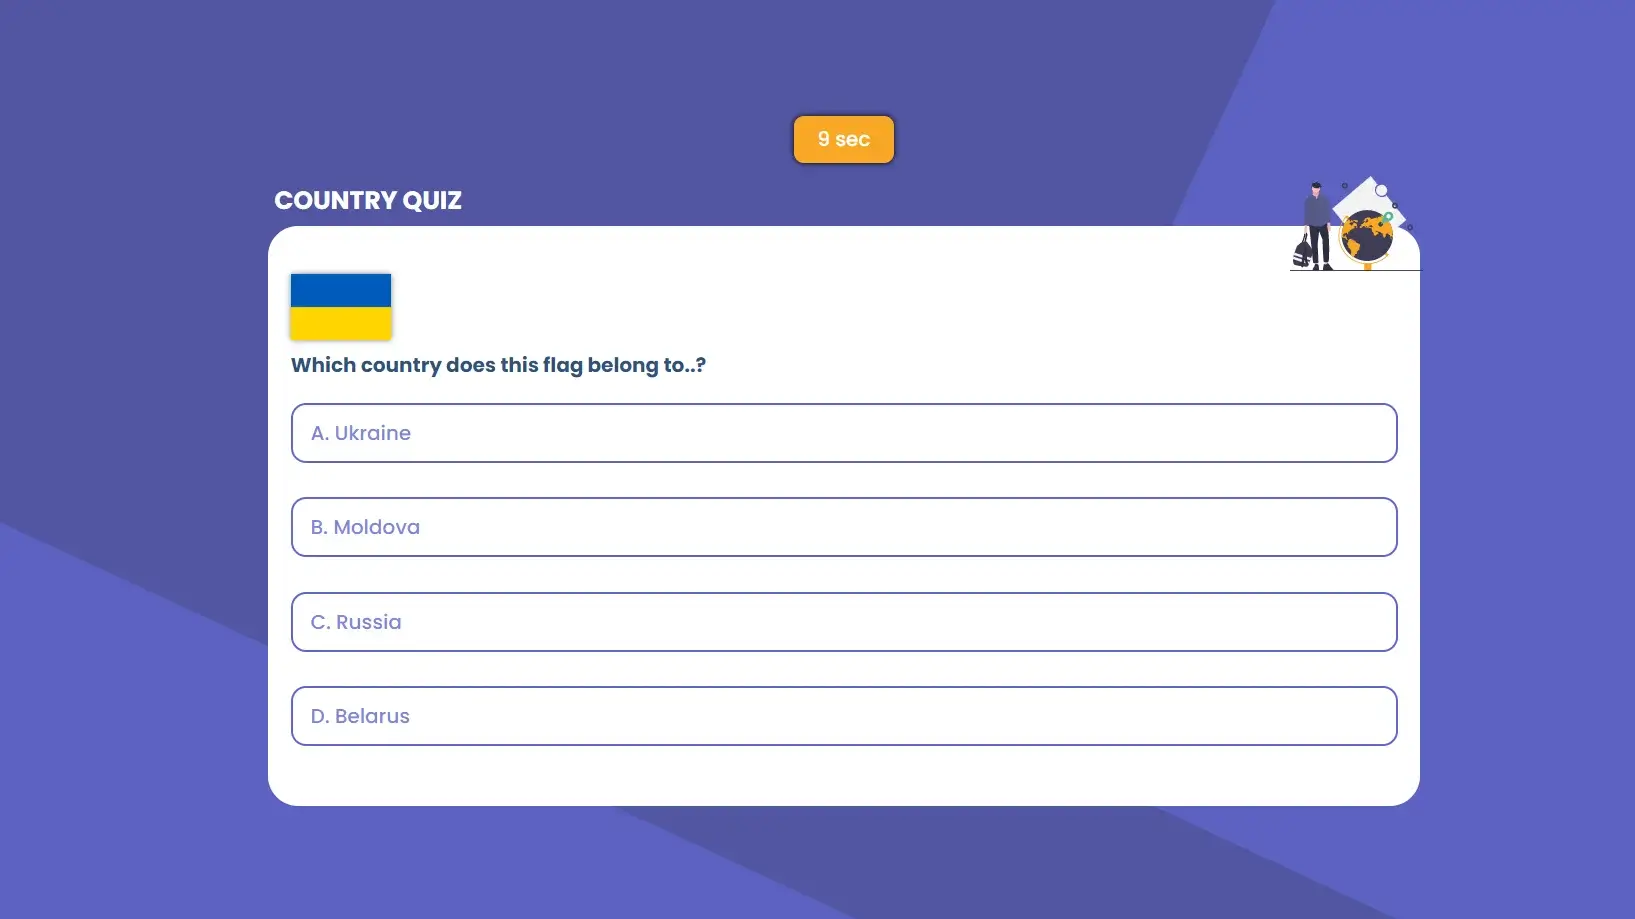 9 sec
COUNTRY QUIZ
Which country does this flag belong to..?
A. Ukraine
B. Moldova
C. Russia
D. Belarus